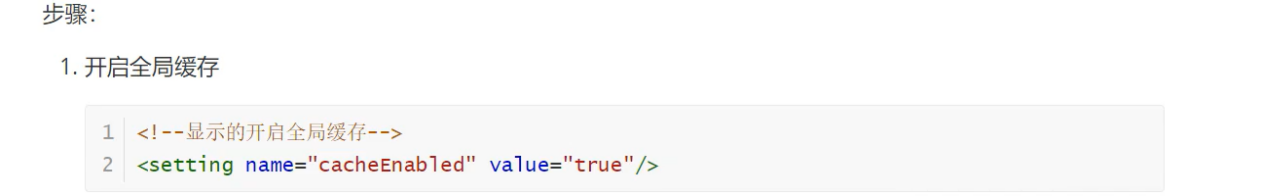 步骤：
1. 开启全局缓存
1 <!--显示的开启全局缓存-->
2 <setting name="cacheEnabled" value="true"/>